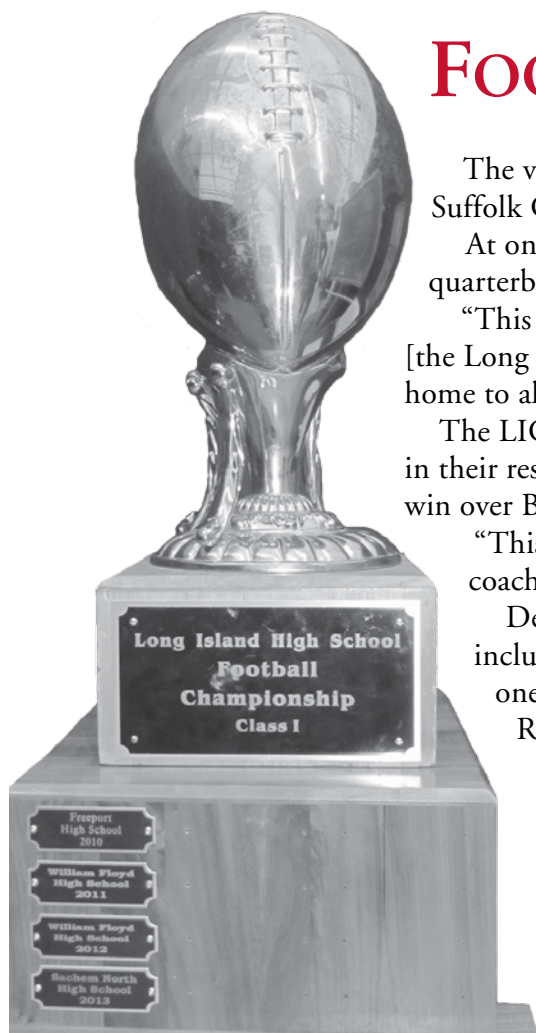 FOO
The v
Suffolk C
At on
quarterb
“This
[the Long
home to al
The LIC
in their res
win over B
“This
coach
De
inclu
one
R
Long Island High School
Football
Championship
Class I
Freeport
High School
2010
William Floyd
High School
2011
William Floyd
High School
2012
Sachem North
High School
2013